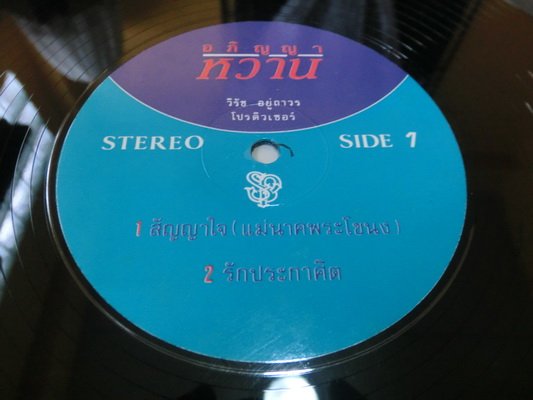 อภิญญา
หวาน
วิรัช อยู่ถาวร
โปรดิวเซอร์
STEREO SIDE 1
1 สัญญาใจ (แม่นาคพระโขนง)
2 รักประกาศิต